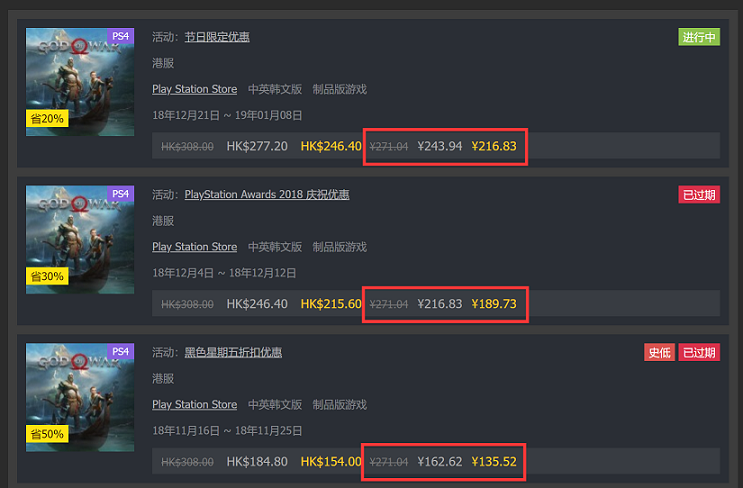 GOD OF WAR PS4
省20%
活动：节日限定优惠 进行中
港服
Play Station Store 中英韩文版 制品版游戏
18年12月21日 ~ 19年01月08日
HK$308.00 HK$277.20 HK$246.40 ¥271.04 ¥243.94 ¥216.83
GOD OF WAR PS4
省30%
活动：PlayStation Awards 2018 庆祝优惠 已过期
港服
Play Station Store 中英韩文版 制品版游戏
18年12月4日 ~ 18年12月12日
HK$308.00 HK$246.40 HK$215.60 ¥271.04 ¥216.83 ¥189.73
GOD OF WAR PS4
省50%
活动：黑色星期五折扣优惠 史低 已过期
港服
Play Station Store 中英韩文版 制品版游戏
18年11月16日 ~ 18年11月25日
HK$308.00 HK$184.80 HK$154.00 ¥271.04 ¥162.62 ¥135.52